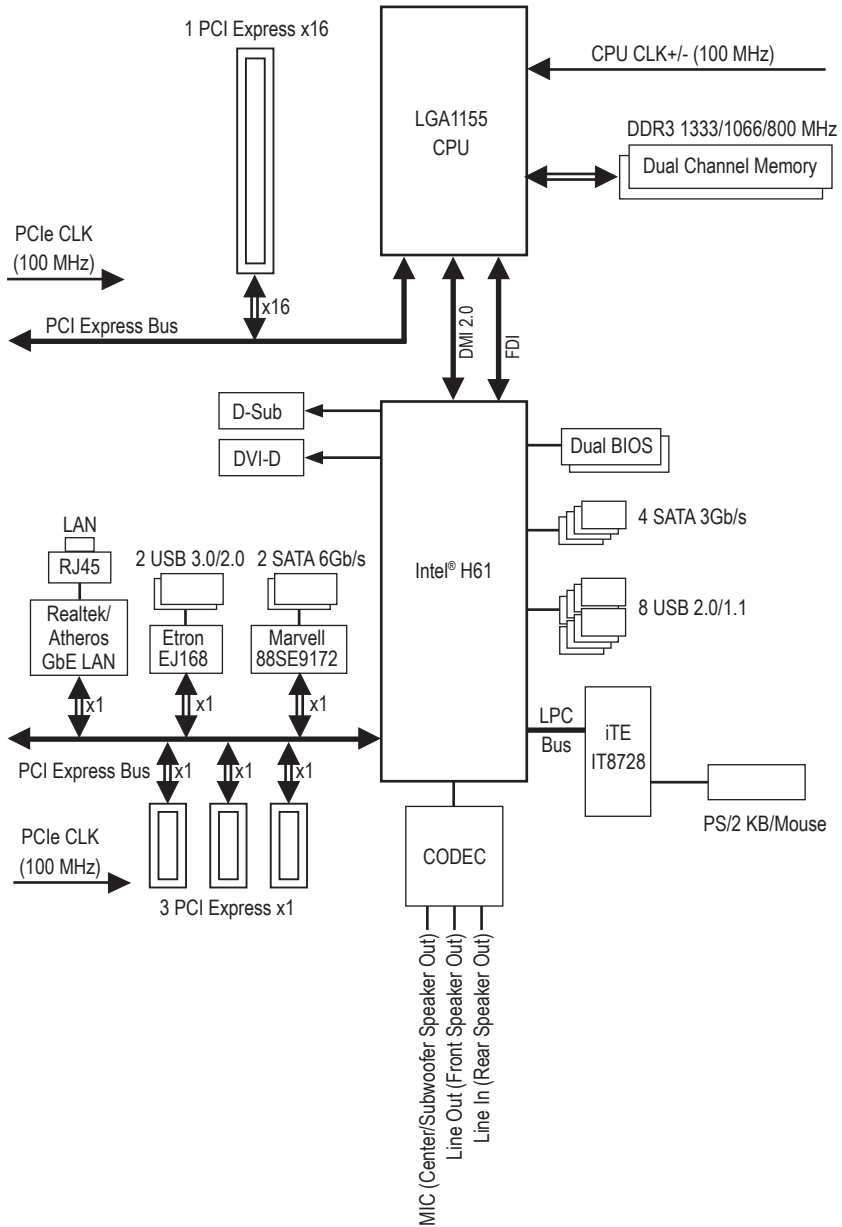 1 PCI Express x16
CPU CLK+/- (100 MHz)
LGA1155
CPU
DDR3 1333/1066/800 MHz
Dual Channel Memory
PCIe CLK
(100 MHz)
x16
PCI Express Bus
DMI 2.0
FDI
D-Sub
Dual BIOS
DVI-D
LAN
4 SATA 3Gb/s
RJ45
2 USB 3.0/2.0
2 SATA 6Gb/s
Intel® H61
8 USB 2.0/1.1
Realtek/
Atheros
GbE LAN
Etron
EJ168
Marvell
88SE9172
x1
x1
x1
LPC
Bus
iTE
IT8728
PCI Express Bus
x1
x1
x1
PS/2 KB/Mouse
PCIe CLK
(100 MHz)
CODEC
3 PCI Express x1
MIC (Center/Subwoofer Speaker Out)
Line Out (Front Speaker Out)
Line In (Rear Speaker Out)